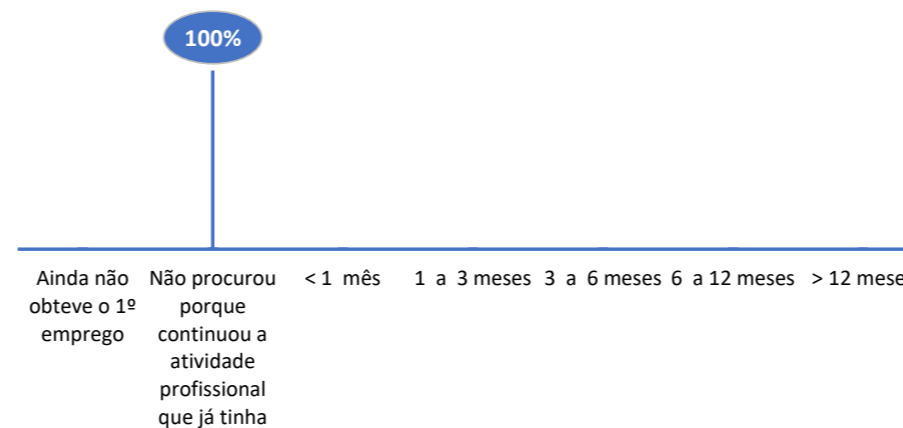 100%
Ainda não
obteve o 1º
emprego
Não procurou
porque
continuou a
atividade
profissional
que já tinha
< 1 mês
1 a 3 meses
3 a 6 meses
6 a 12 meses
> 12 mese